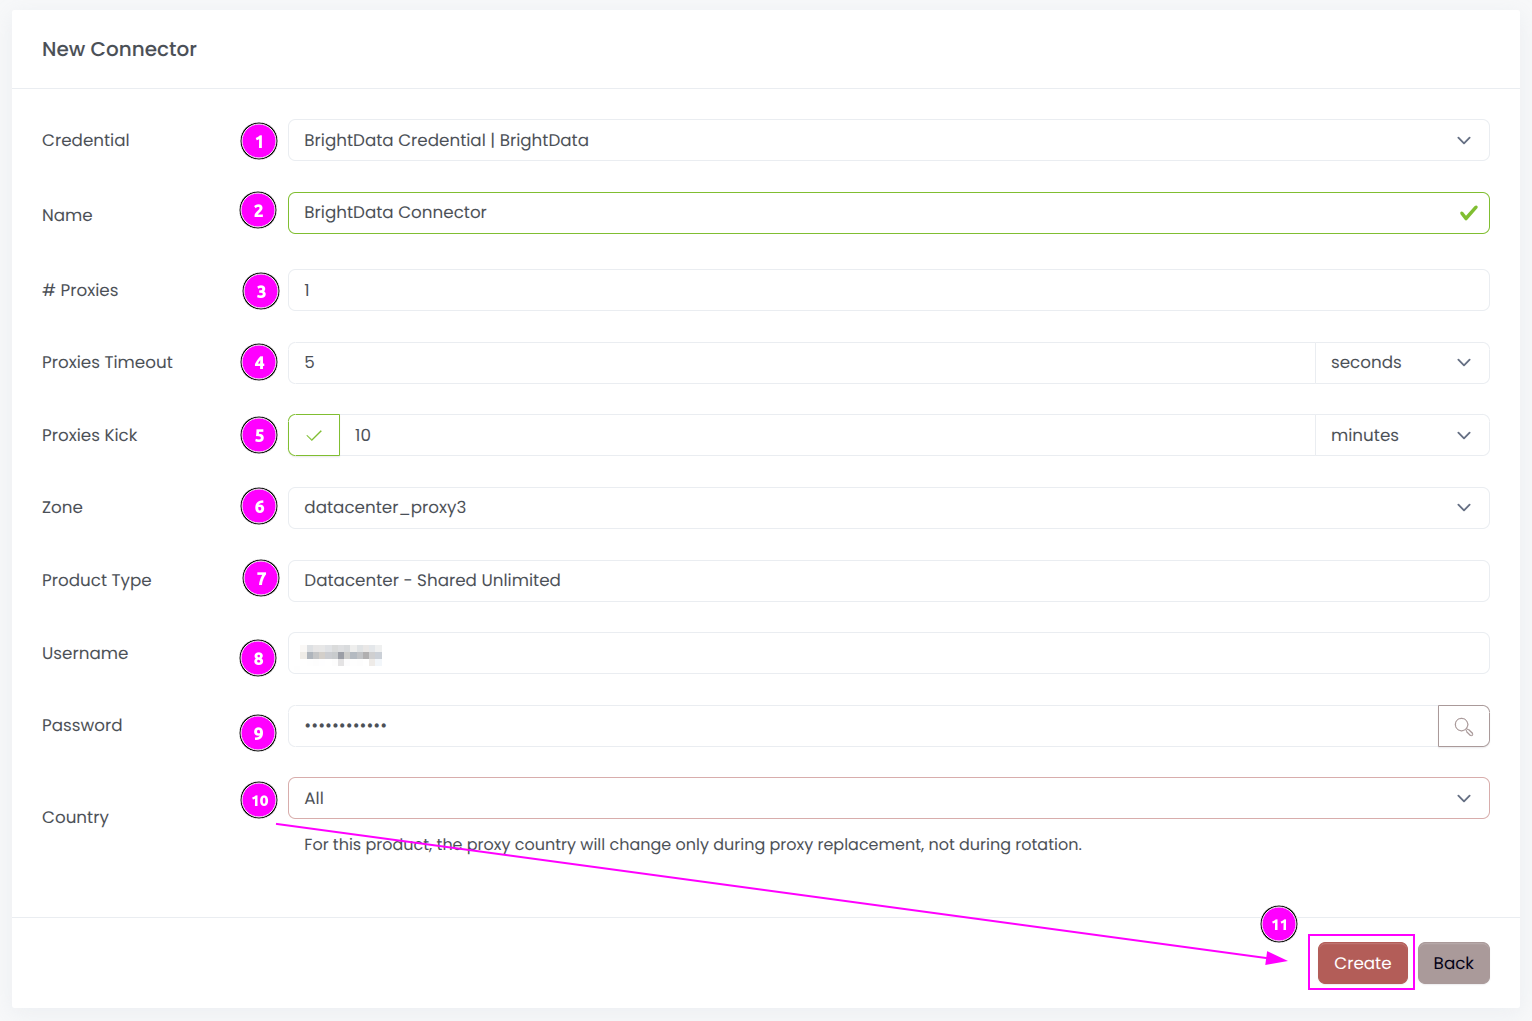 New Connector
Credential 1 BrightData Credential | BrightData
Name 2 BrightData Connector
# Proxies 3 1
Proxies Timeout 4 5 seconds
Proxies Kick 5 10 minutes
Zone 6 datacenter_proxy3
Product Type 7 Datacenter - Shared Unlimited
Username 8
Password 9 ••••••••••••
Country 10 All
For this product, the proxy country will change only during proxy replacement, not during rotation.
11
Create Back